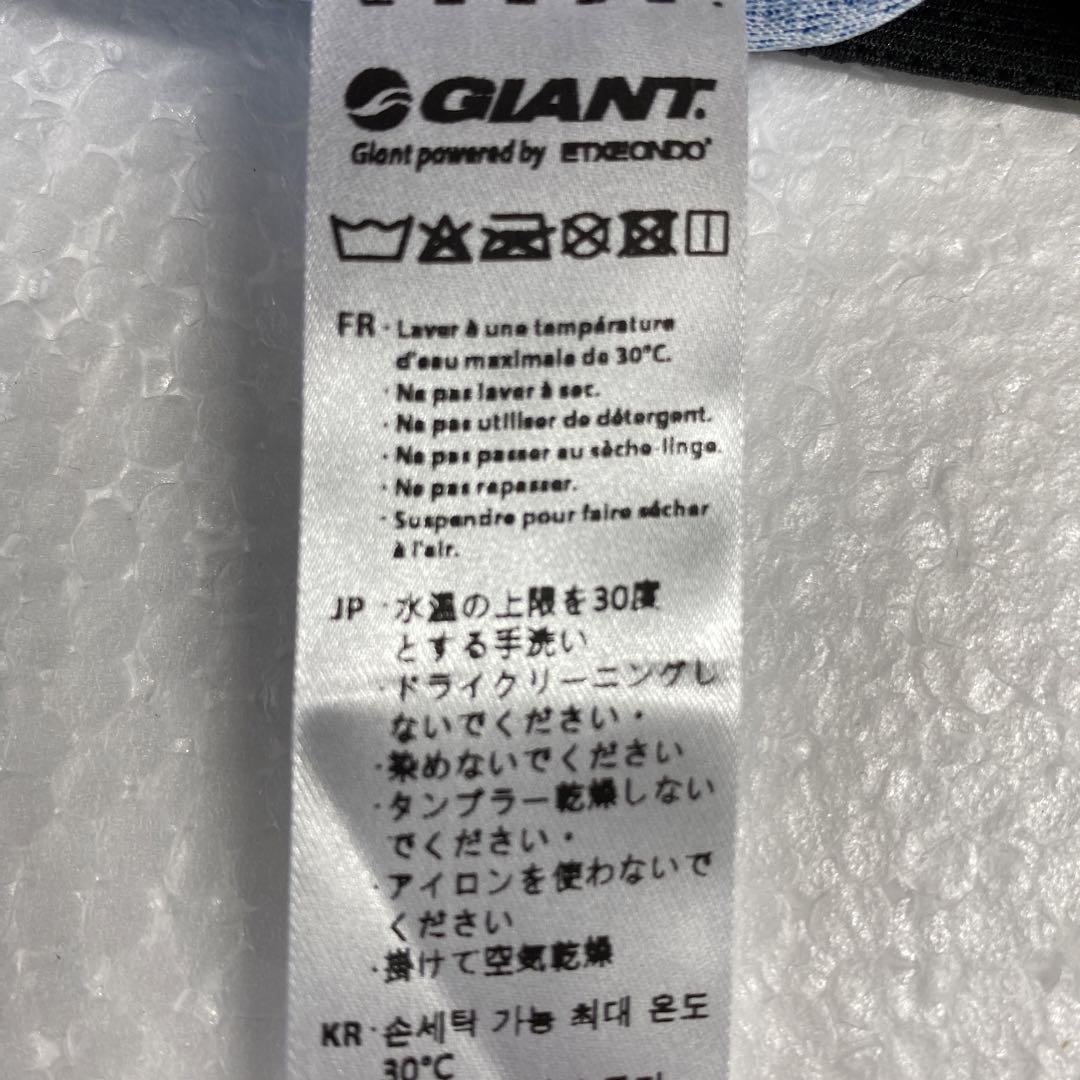 GIANT.
Giant powered by ETXEONDO
FR · Laver à une température
d'eau maximale de 30°C.
· Ne pas laver à sec.
· Ne pas utiliser de détergent.
· Ne pas passer au sèche-linge.
· Ne pas repasser.
· Suspendre pour faire sécher
à l'air.
JP · 水温の上限を30度
とする手洗い
· ドライクリーニングし
ないでください・
· 染めないでください
· タンブラー乾燥しない
でください・
· アイロンを使わないで
ください
· 掛けて空気乾燥
KR · 손세탁 가능 최대 온도
30°C